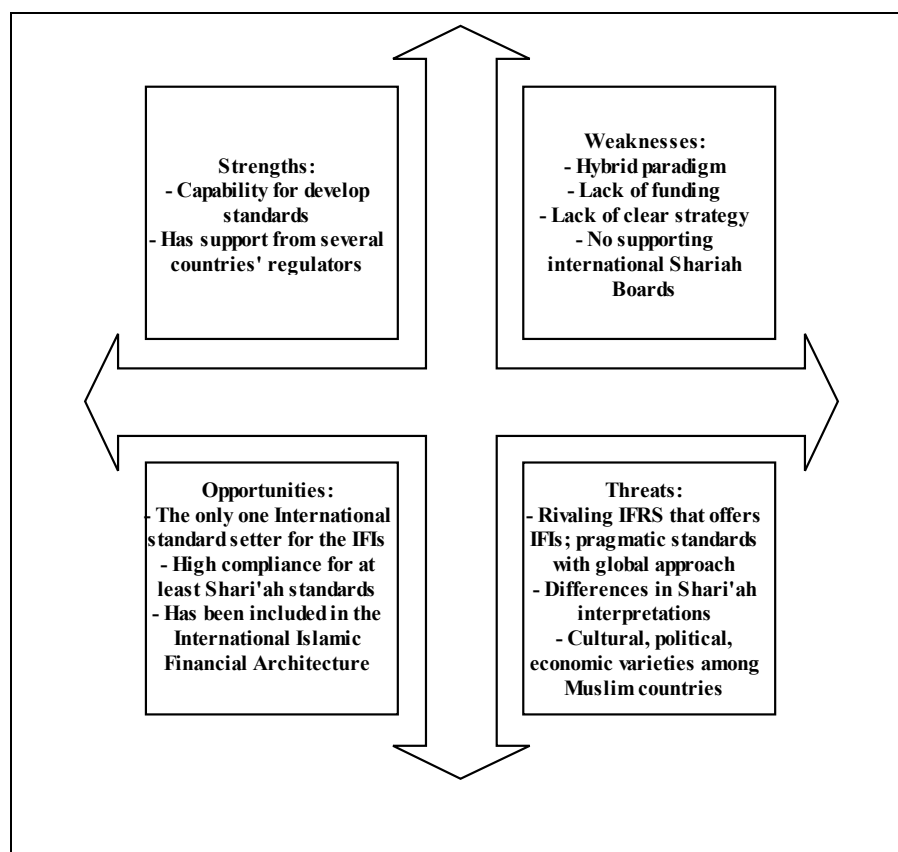 Strengths:
- Capability for develop
standards
- Has support from several
countries' regulators
Weaknesses:
- Hybrid paradigm
- Lack of funding
- Lack of clear strategy
- No supporting
international Shariah
Boards
Opportunities:
- The only one International
standard setter for the IFIs
- High compliance for at
least Shari'ah standards
- Has been included in the
International Islamic
Financial Architecture
Threats:
- Rivaling IFRS that offers
IFIs; pragmatic standards
with global approach
- Differences in Shari'ah
interpretations
- Cultural, political,
economic varieties among
Muslim countries